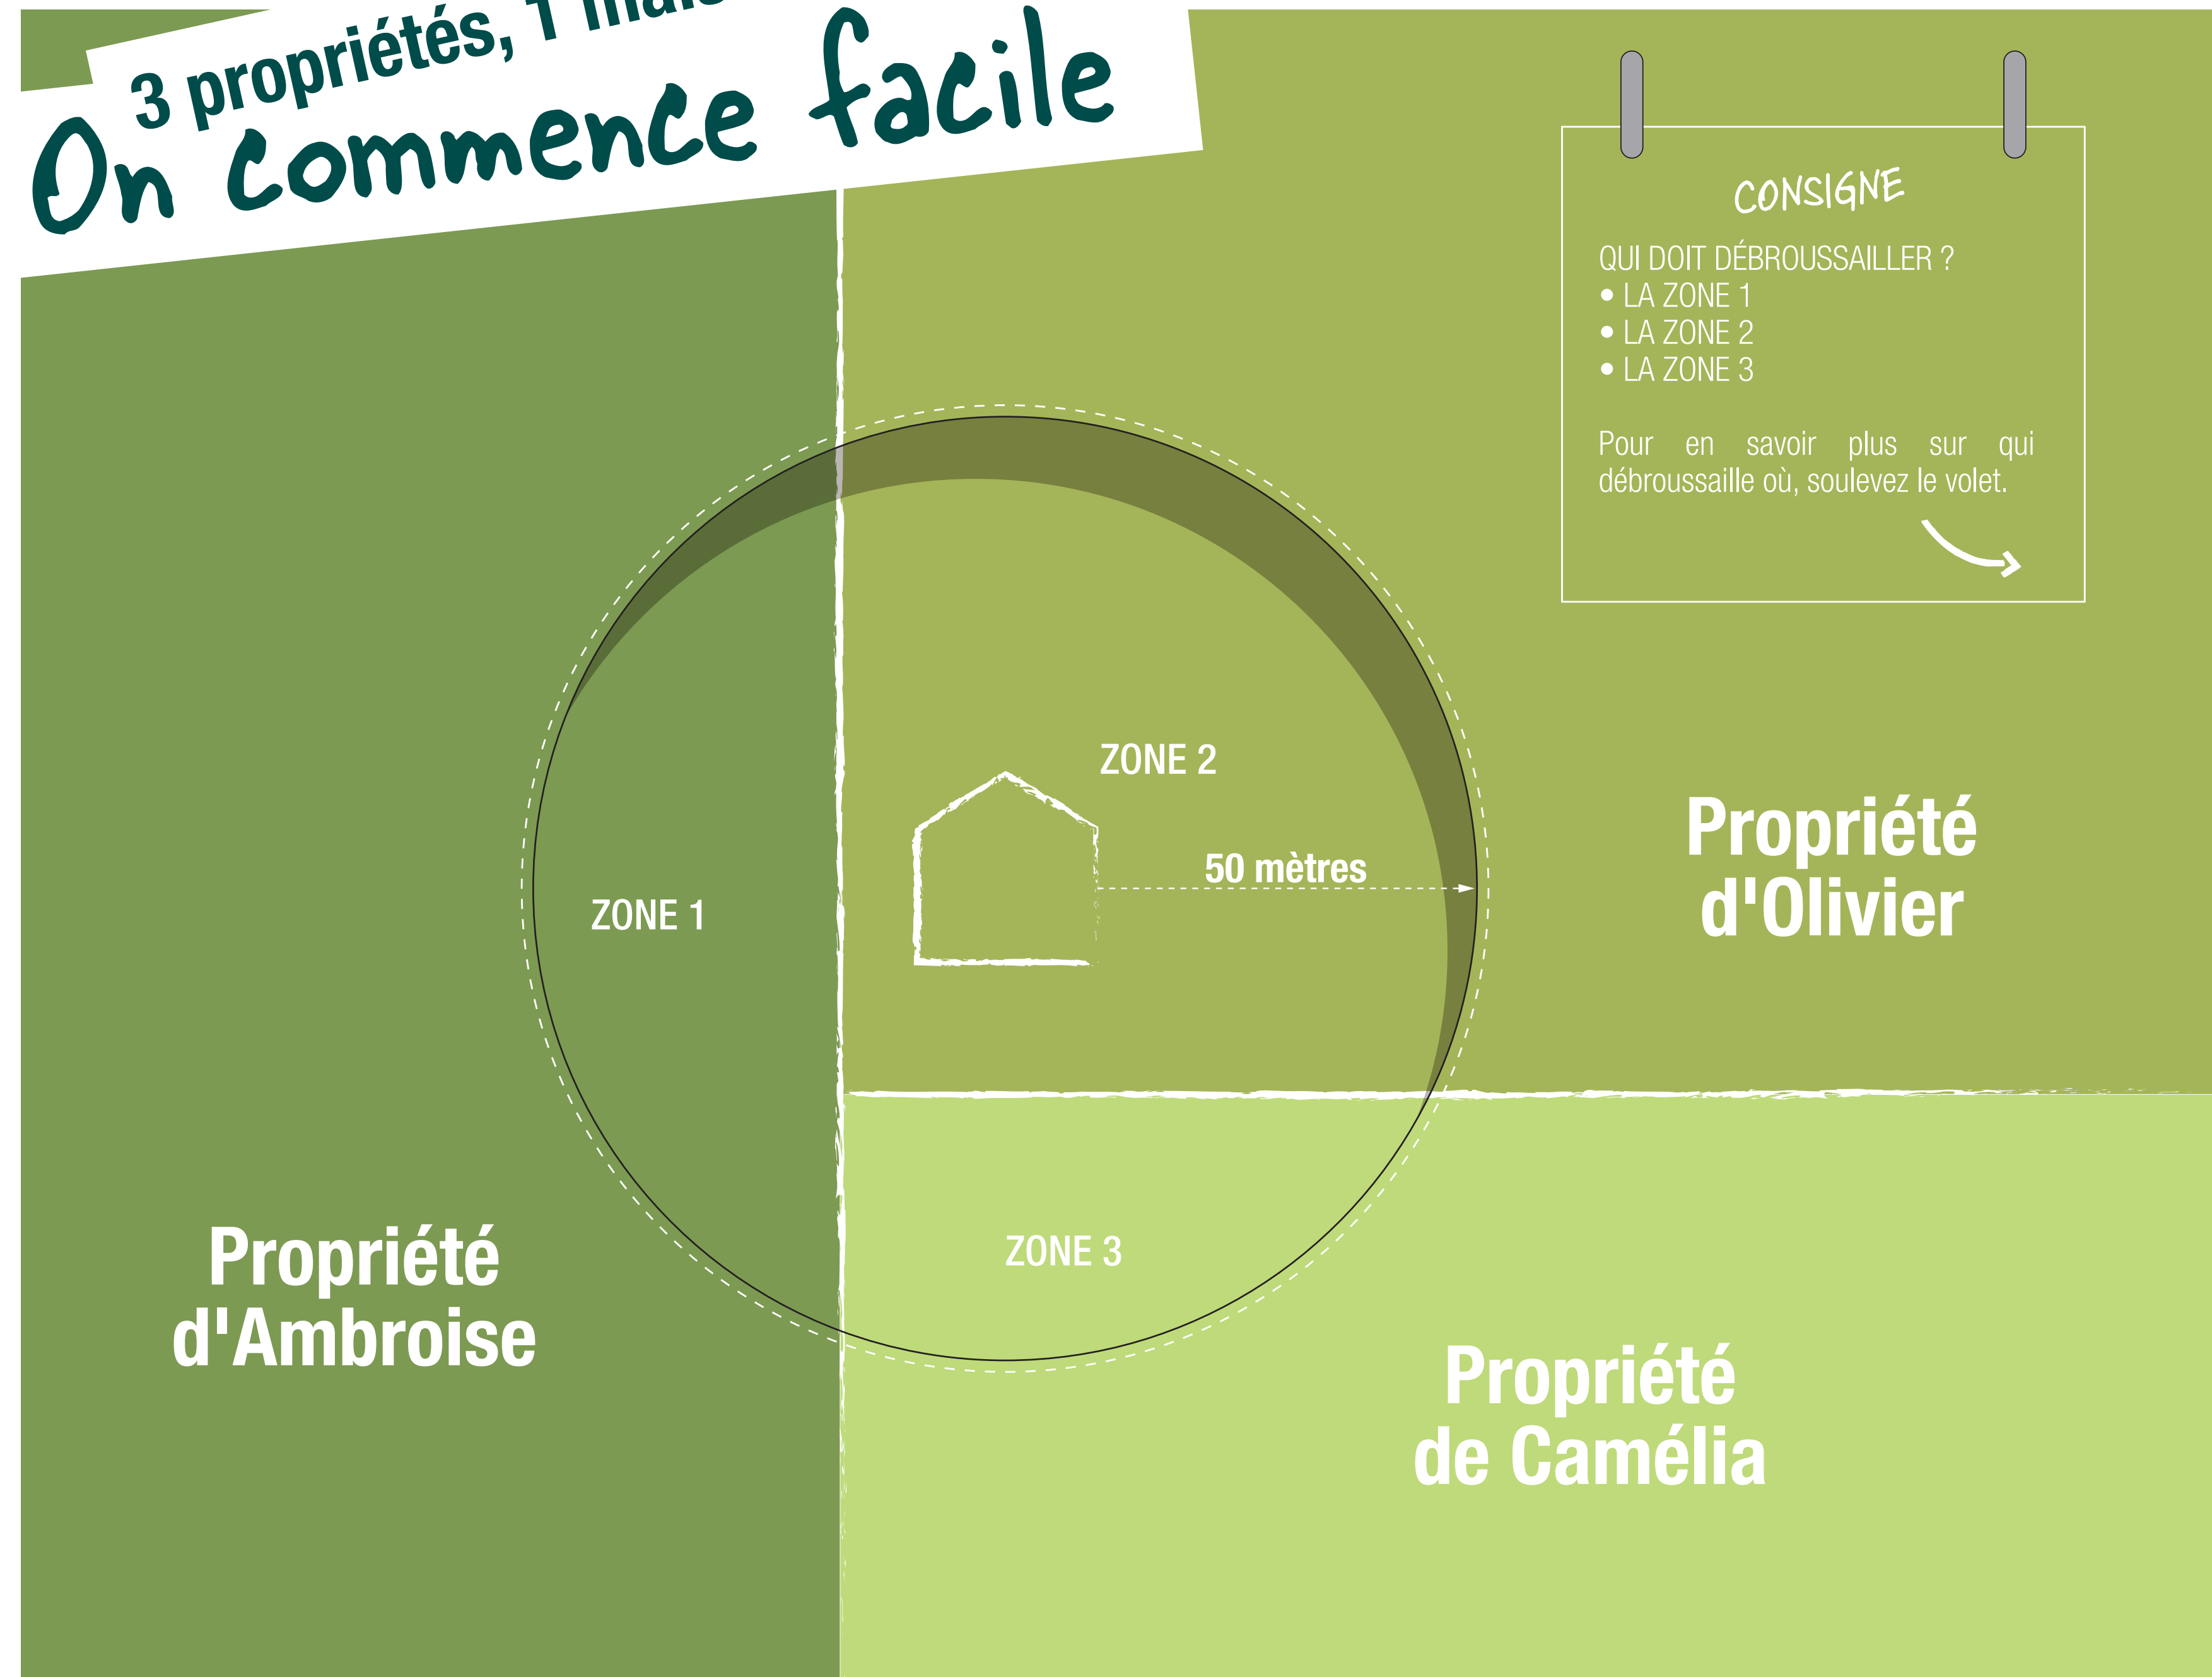 3 propriétés, 1
On commence facile
CONSIGNE
QUI DOIT DÉBROUSSAILLER ?
• LA ZONE 1
• LA ZONE 2
• LA ZONE 3
Pour en savoir plus sur qui
débroussaille où, soulevez le volet.
ZONE 2
50 mètres
ZONE 1
Propriété
d'Olivier
ZONE 3
Propriété
d'Ambroise
Propriété
de Camélia